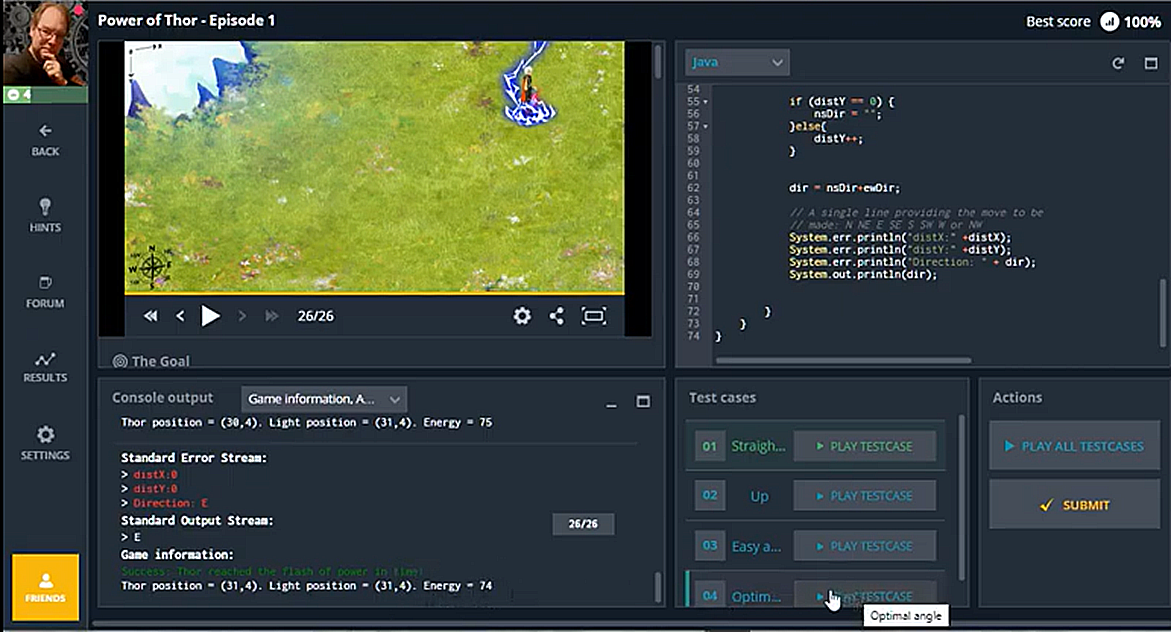 Power of Thor - Episode 1
Best score 100%
4
BACK
HINTS
FORUM
RESULTS
SETTINGS
FRIENDS
N
W E
S
26/26
The Goal
Java
54
55 if (distY == 0) {
56 nsDir = "";
57 }else{
58 distY++;
59 }
60
61
62 dir = nsDir+ewDir;
63
64 // A single line providing the move to be
65 // made: N NE E SE S SW W or NW
66 System.err.println("distX:" +distX);
67 System.err.println("distY:" +distY);
68 System.err.println("Direction: " + dir);
69 System.out.println(dir);
70
71
72 }
73 }
74 }
Console output
Game information, A...
Thor position = (30,4). Light position = (31,4). Energy = 75
Standard Error Stream:
> distX:0
> distY:0
> Direction: E
Standard Output Stream:
> E
26/26
Game information:
Success: Thor reached the flash of power in time!
Thor position = (31,4). Light position = (31,4). Energy = 74
Test cases
01 Straigh... PLAY TESTCASE
02 Up PLAY TESTCASE
03 Easy a... PLAY TESTCASE
04 Optim... TESTCASE
Optimal angle
Actions
PLAY ALL TESTCASES
SUBMIT